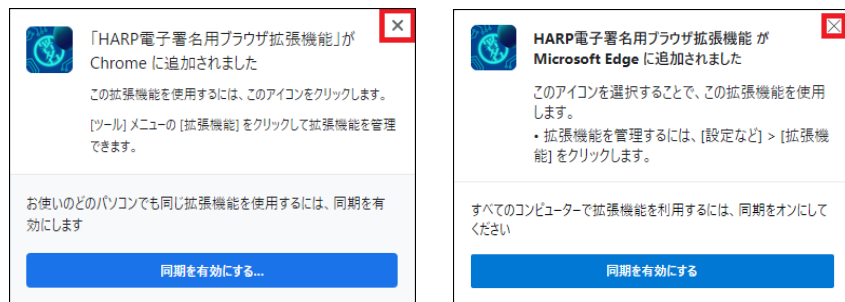 「HARP電子署名用ブラウザ拡張機能」が
Chrome に追加されました
この拡張機能を使用するには、このアイコンをクリックします。
[ツール] メニューの [拡張機能] をクリックして拡張機能を管理
できます。
お使いのどのパソコンでも同じ拡張機能を使用するには、同期を有
効にします
同期を有効にする...
HARP電子署名用ブラウザ拡張機能 が
Microsoft Edge に追加されました
このアイコンを選択することで、この拡張機能を使用
します。
• 拡張機能を管理するには、[設定など] > [拡張機
能] をクリックします。
すべてのコンピューターで拡張機能を利用するには、同期をオンにして
ください
同期を有効にする